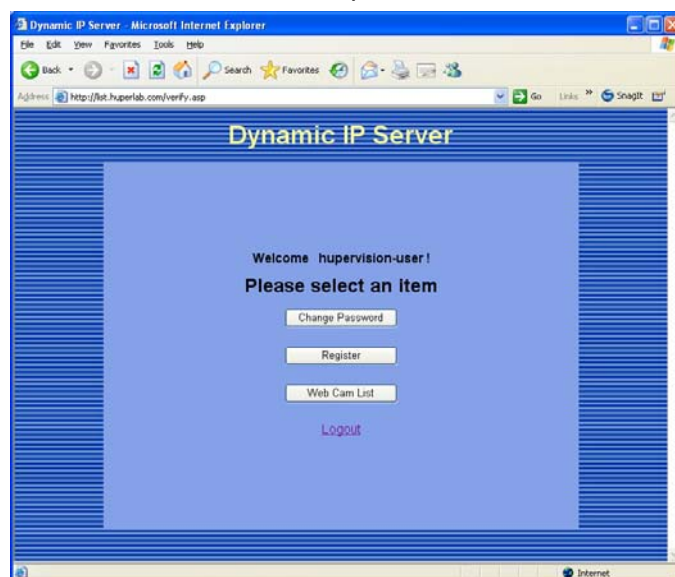 Dynamic IP Server - Microsoft Internet Explorer
File Edit View Favorites Tools Help
Back Search Favorites
Address http://list.huperlab.com/verify.asp Go Links » SnagIt
Dynamic IP Server
Welcome hupervision-user !
Please select an item
Change Password
Register
Web Cam List
Logout
Internet